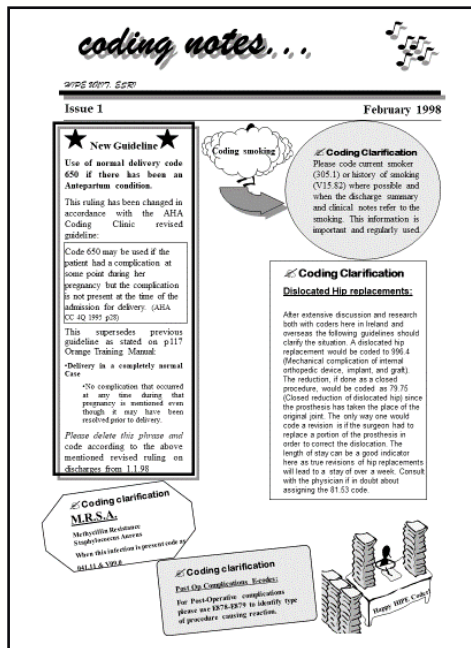 coding notes...
HIPE UNIT, ESRI
Issue 1
February 1998
New Guideline
Use of normal delivery code
650 if there has been an
Antepartum condition.
This ruling has been changed in
accordance with the AHA
Coding Clinic revised
guideline:
Code 650 may be used if the
patient had a complication at
some point during her
pregnancy but the complication
is not present at the time of the
admission for delivery. (AHA
CC 4Q 1995 p28)
This supersedes previous
guideline as stated on p117
Orange Training Manual:
•Delivery in a completely normal
Case
•No complication that occurred
at any time during that
pregnancy is mentioned even
though it may have been
resolved prior to delivery.
Please delete this phrase and
code according to the above
mentioned revised ruling on
discharges from 1.1.98
Coding smoking
Coding Clarification
Please code current smoker
(305.1) or history of smoking
(V15.82) where possible and
when the discharge summary
and clinical notes refer to the
smoking. This information is
important and regularly used.
Coding Clarification
Dislocated Hip replacements:
After extensive discussion and research
both with coders here in Ireland and
overseas the following guidelines should
clarify the situation. A dislocated hip
replacement would be coded to 996.4
(Mechanical complication of internal
orthopedic device, implant, and graft).
The reduction, if done as a closed
procedure, would be coded as 79.75
(Closed reduction of dislocated hip) since
the prosthesis has taken the place of the
original joint. The only way one would
code a revision is if the surgeon had to
replace a portion of the prosthesis in
order to correct the dislocation. The
length of stay can be a good indicator
here as true revisions of hip replacements
will lead to a stay of over a week. Consult
with the physician if in doubt about
assigning the 81.53 code.
Coding clarification
M.R.S.A.
Methycillin Resistance
Staphylococcus Aureus
When this infection is present code as
041.11 & V09.0
Coding clarification
Post Op Complications E-codes:
For Post-Operative complications
please use E878-E879 to identify type
of procedure causing reaction.
Happy HIPE Coder!